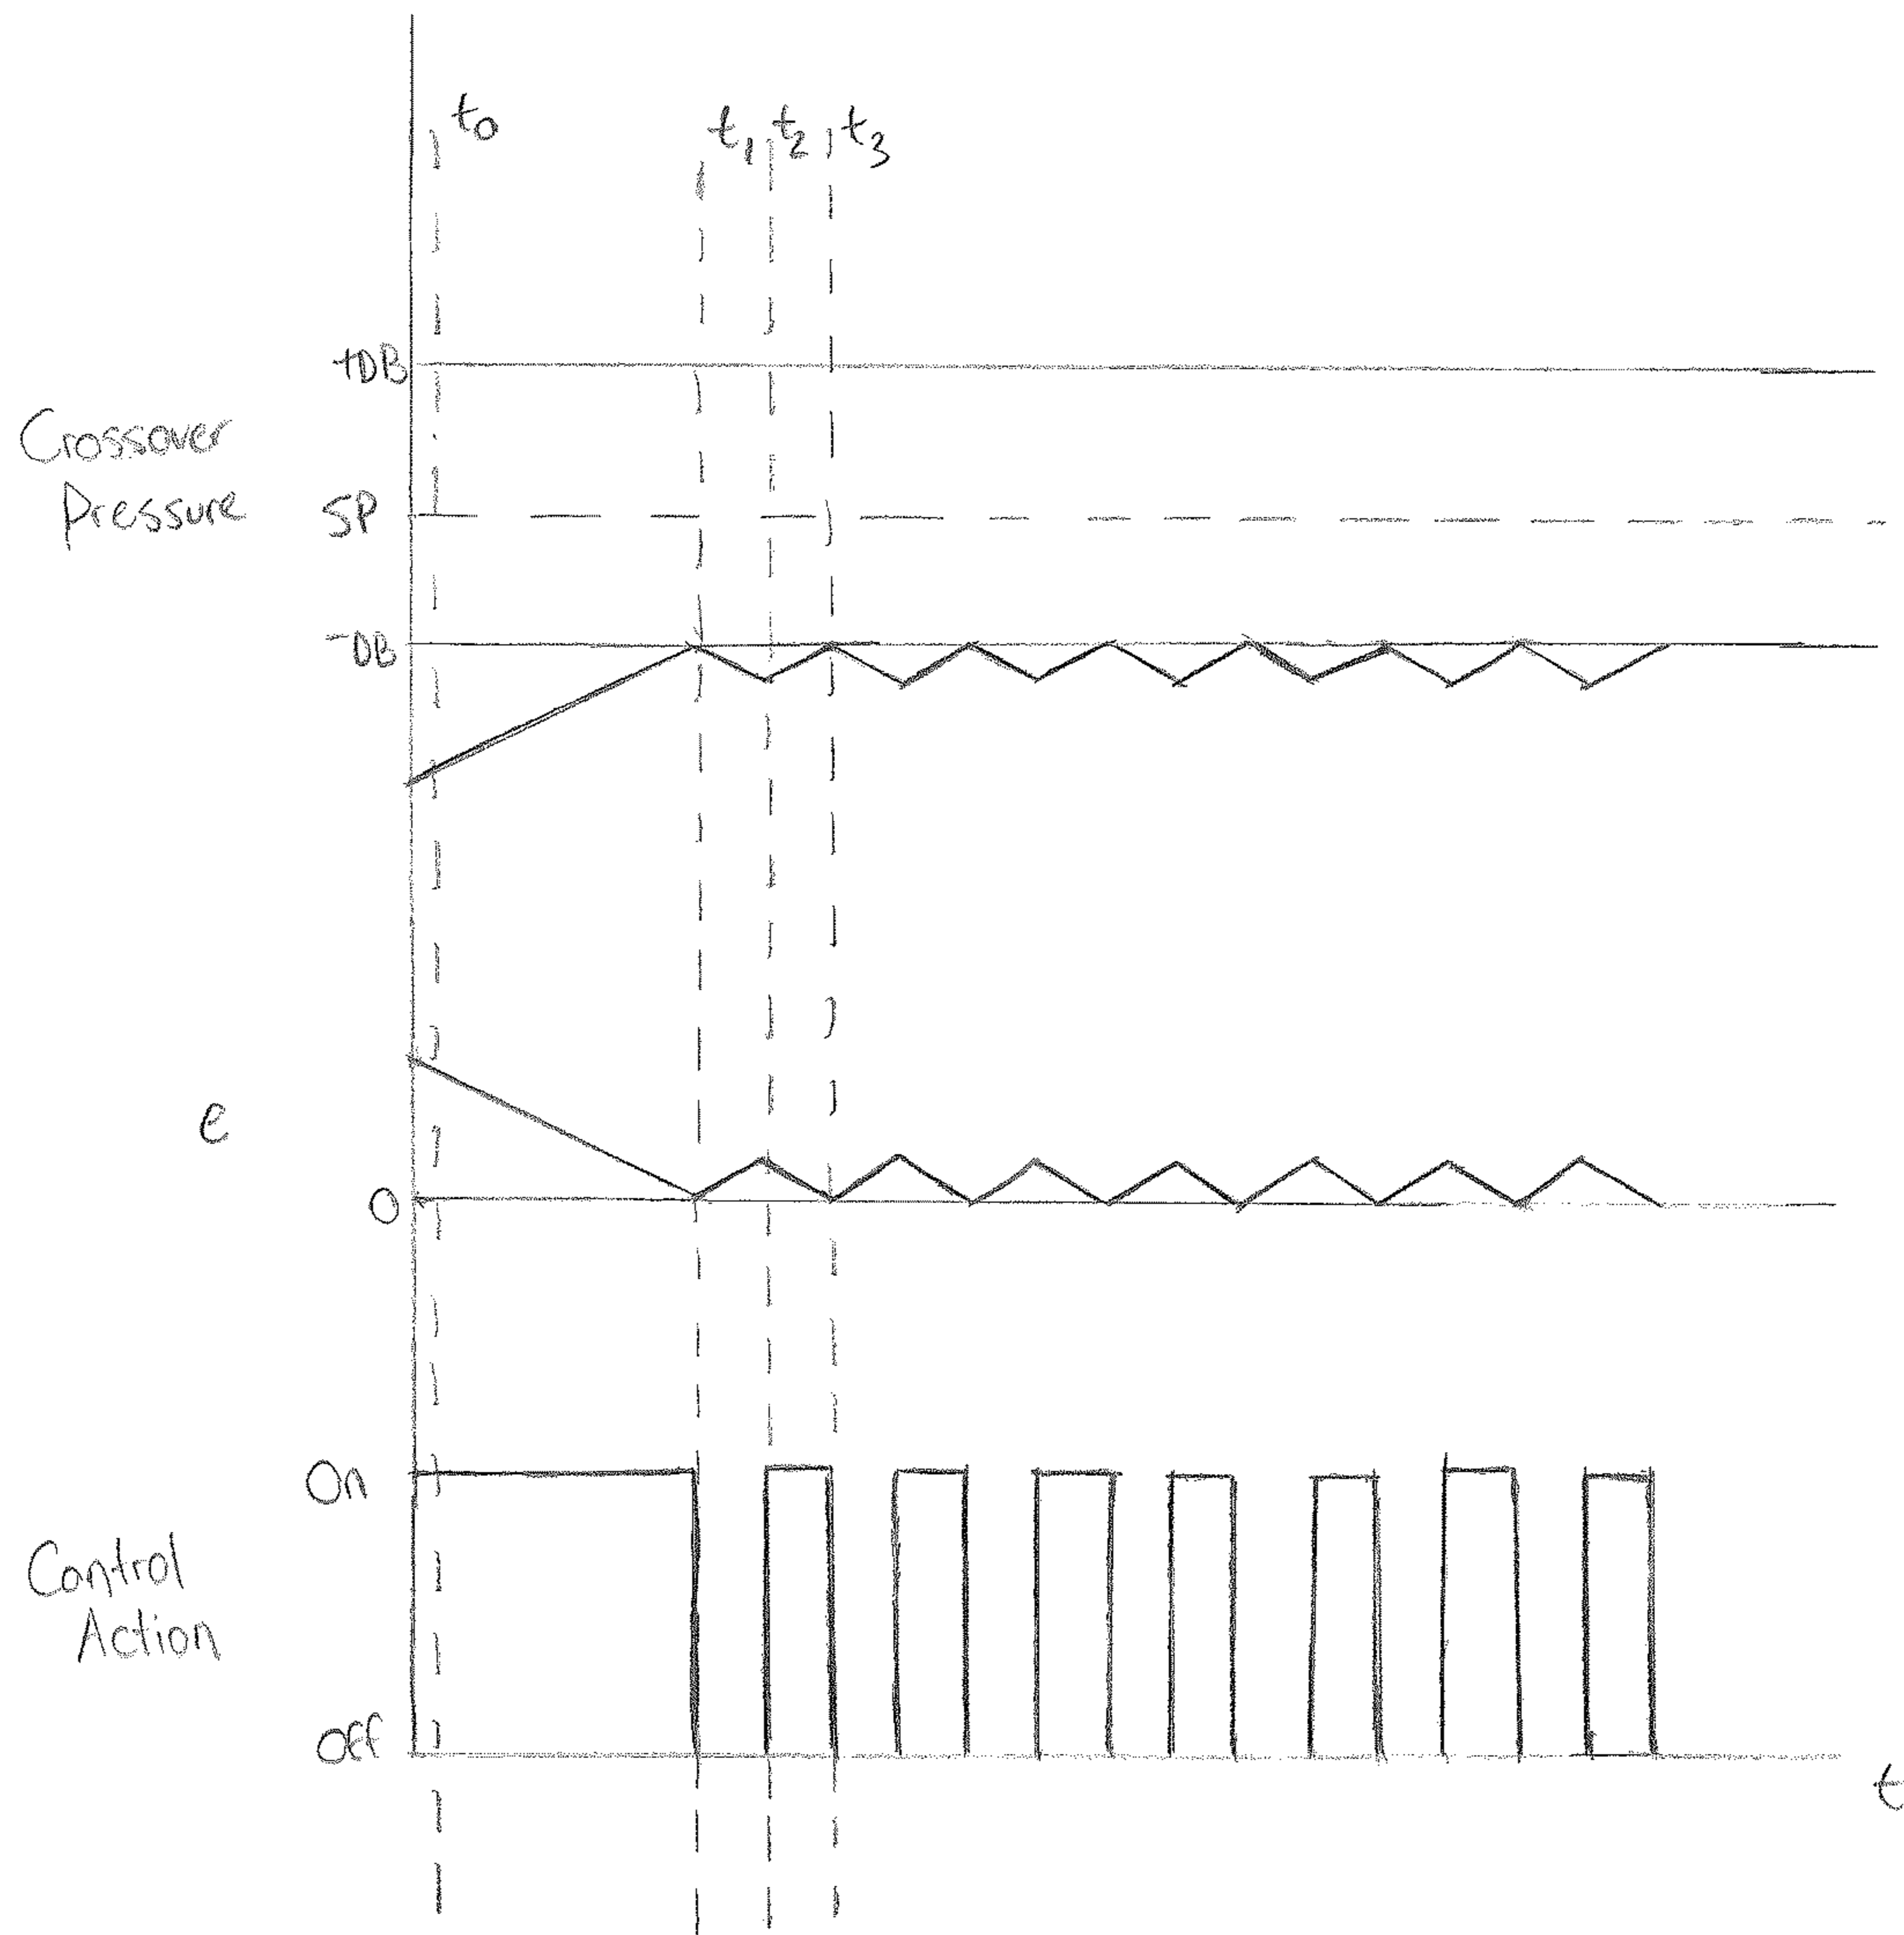 t₀
t₁ t₂ t₃
+DB
Crossover
Pressure
SP
-DB
e
0
On
Control
Action
Off
t